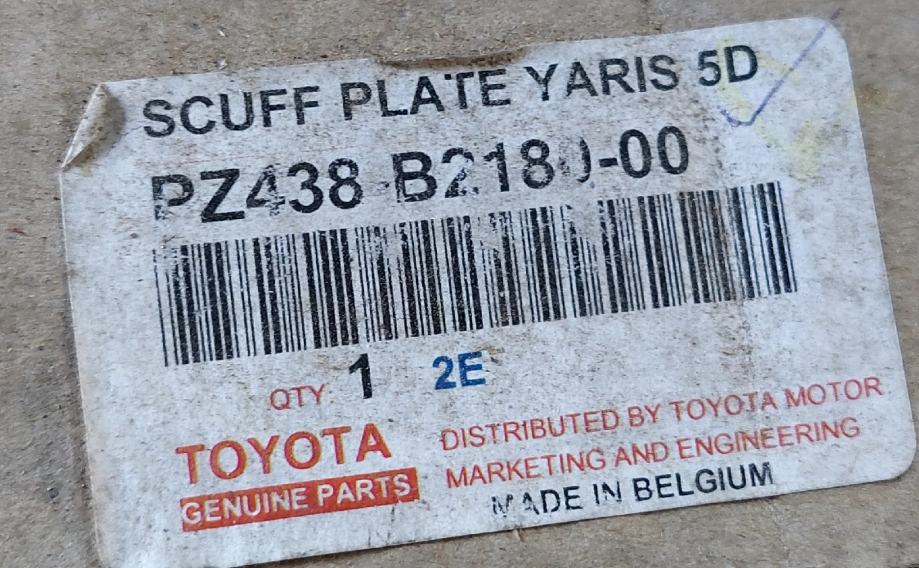 SCUFF PLATE YARIS 5D
PZ438-B2180-00
QTY. 1 2E
TOYOTA
GENUINE PARTS
DISTRIBUTED BY TOYOTA MOTOR
MARKETING AND ENGINEERING
MADE IN BELGIUM